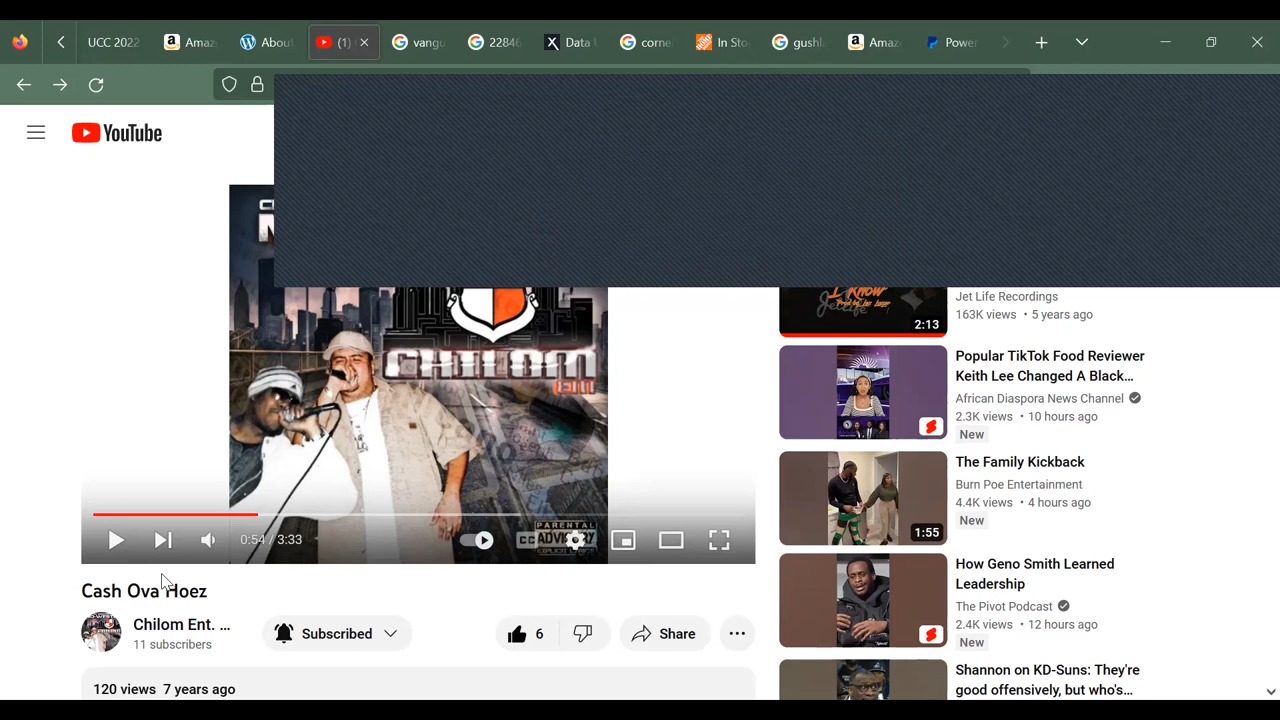 UCC 2022
Amaz
About
(1)
vangu
22846
Data
corne
In Sto
gushl
Amaz
Power
YouTube
CHILOM
ENT
PARENTAL
ADVISORY
EXPLICIT LYRICS
0:54 / 3:33
Cash Ova Hoez
Chilom Ent. ...
11 subscribers
Subscribed
6
Share
120 views 7 years ago
I KNOW
Jet Life Recordings
163K views • 5 years ago
2:13
Popular TikTok Food Reviewer
Keith Lee Changed A Black...
African Diaspora News Channel
2.3K views • 10 hours ago
New
The Family Kickback
Burn Poe Entertainment
4.4K views • 4 hours ago
New
1:55
How Geno Smith Learned
Leadership
The Pivot Podcast
2.4K views • 12 hours ago
New
Shannon on KD-Suns: They're
good offensively, but who's...